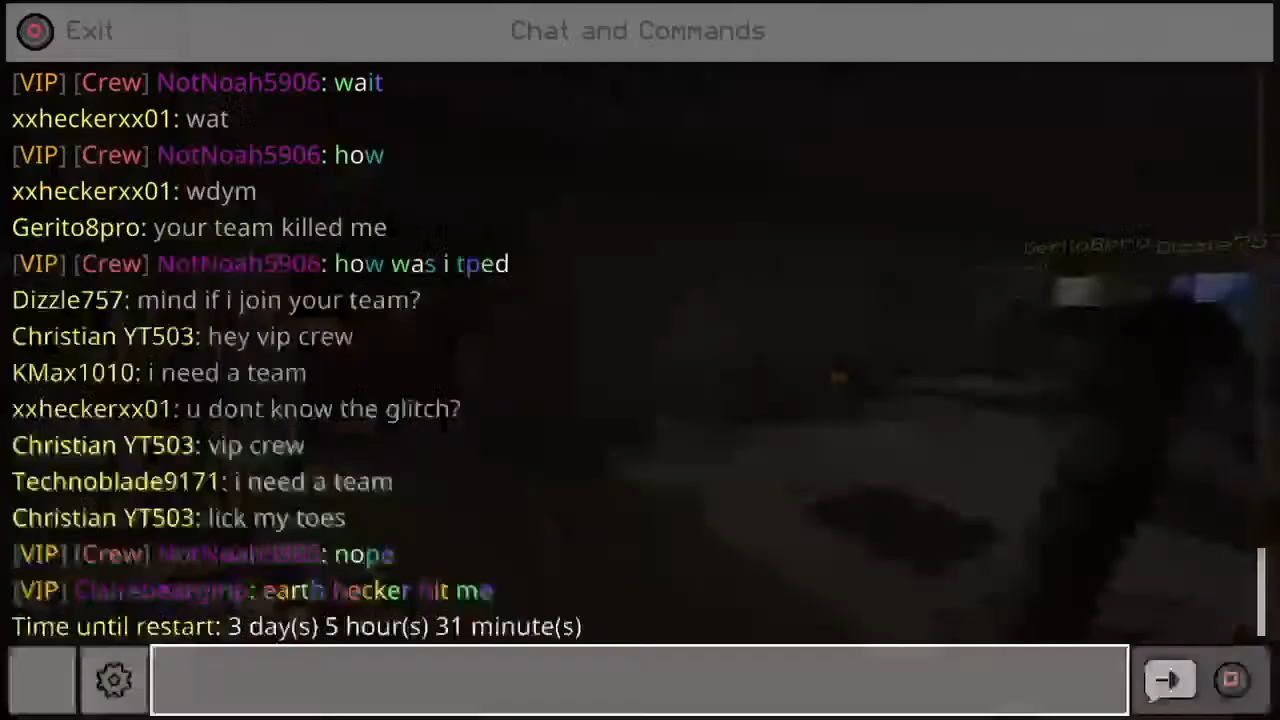 Exit
Chat and Commands
[VIP] [Crew] NotNoah5906: wait
xxheckerxx01: wat
[VIP] [Crew] NotNoah5906: how
xxheckerxx01: wdym
Gerito8pro: your team killed me
[VIP] [Crew] NotNoah5906: how was i tped
Dizzle757: mind if i join your team?
Christian YT503: hey vip crew
KMax1010: i need a team
xxheckerxx01: u dont know the glitch?
Christian YT503: vip crew
Technoblade9171: i need a team
Christian YT503: lick my toes
[VIP] [Crew] NotNoah5906: nope
[VIP] earth hecker hit me
Time until restart: 3 day(s) 5 hour(s) 31 minute(s)